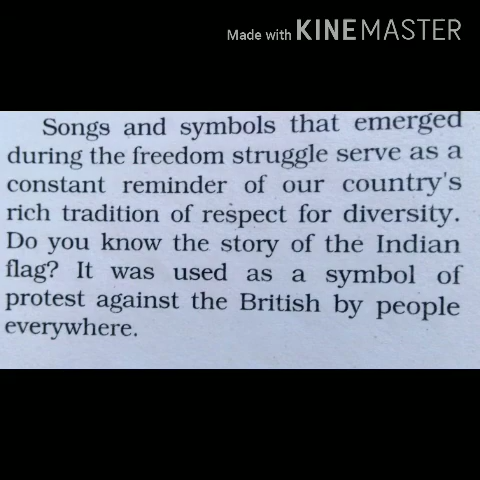 Made with KINEMASTER
Songs and symbols that emerged
during the freedom struggle serve as a
constant reminder of our country's
rich tradition of respect for diversity.
Do you know the story of the Indian
flag? It was used as a symbol of
protest against the British by people
everywhere.